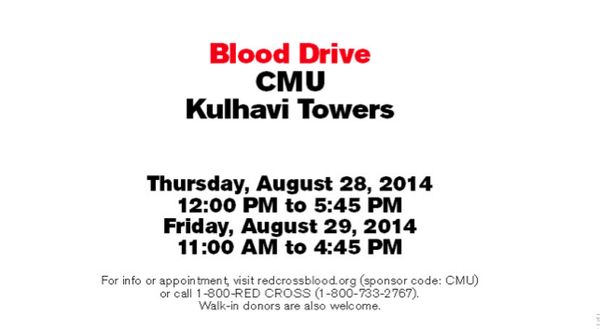 Blood Drive
CMU
Kulhavi Towers
Thursday, August 28, 2014
12:00 PM to 5:45 PM
Friday, August 29, 2014
11:00 AM to 4:45 PM
For info or appointment, visit redcrossblood.org (sponsor code: CMU)
or call 1-800-RED CROSS (1-800-733-2767).
Walk-in donors are also welcome.